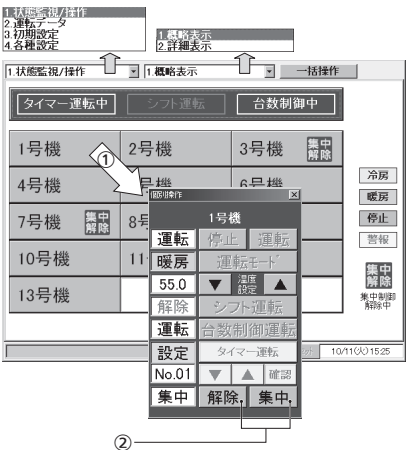 1.状態監視/操作
2.運転データ
3.初期設定
4.各種設定
1.概略表示
2.詳細表示
1.状態監視/操作
1.概略表示
一括操作
タイマー運転中
シフト運転
台数制御中
1号機
2号機
3号機
集中
解除
①
4号機
号機
6号機
7号機
集中
解除
8号
10号機
11
13号機
冷房
暖房
停止
警報
集中
解除
集中制御
解除中
個別操作
1号機
運転
停止
運転
暖房
運転モード
55.0
▼
温度
設定
▲
解除
シフト運転
運転
台数制御運転
設定
タイマー運転
No.01
▼
▲
確認
集中
解除
集中
10/11(火)15:25
②